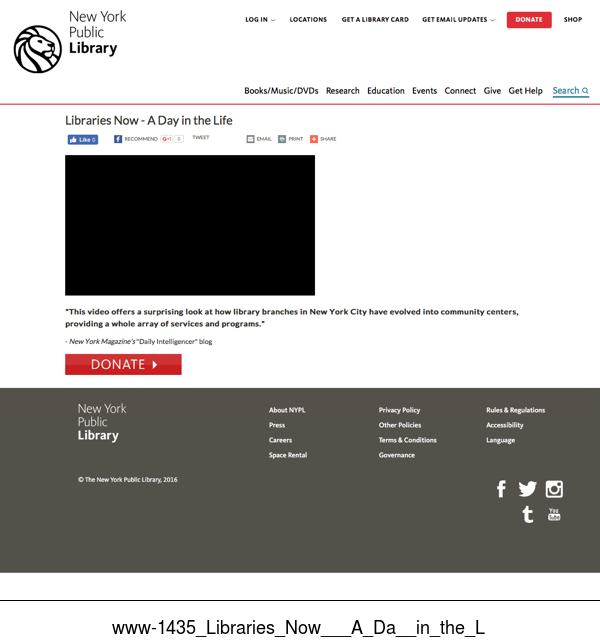 New York
Public
Library
LOG IN
LOCATIONS
GET A LIBRARY CARD
GET EMAIL UPDATES
DONATE
SHOP
Books/Music/DVDs
Research
Education
Events
Connect
Give
Get Help
Search
Libraries Now - A Day in the Life
Like 0
RECOMMEND
G+1
0
TWEET
EMAIL
PRINT
SHARE
"This video offers a surprising look at how library branches in New York City have evolved into community centers,
providing a whole array of services and programs."
- New York Magazine's "Daily Intelligencer" blog
DONATE
New York
Public
Library
About NYPL
Privacy Policy
Rules & Regulations
Press
Other Policies
Accessibility
Careers
Terms & Conditions
Language
Space Rental
Governance
© The New York Public Library, 2016
You
Tube
www-1435_Libraries_Now___A_Da__in_the_L